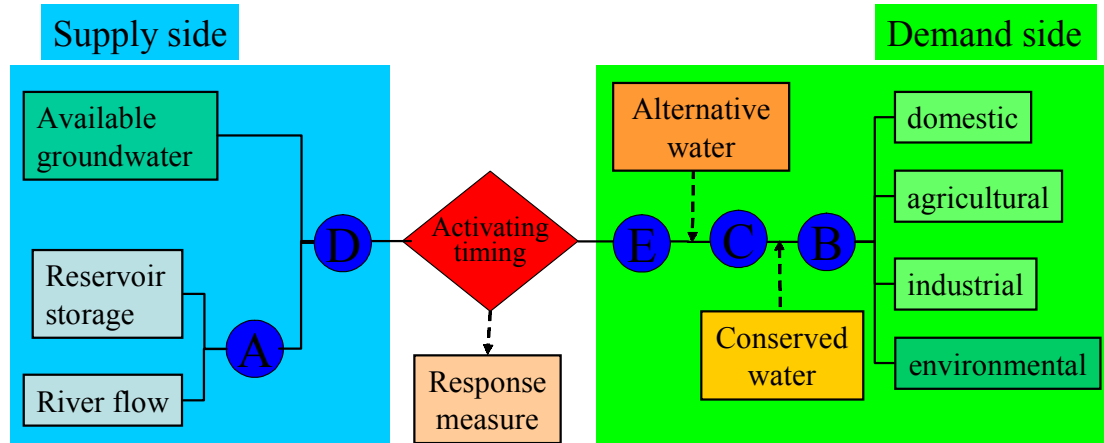 Supply side
Demand side
Available
groundwater
Reservoir
storage
River flow
A
D
Activating
timing
Response
measure
Alternative
water
E
C
B
Conserved
water
domestic
agricultural
industrial
environmental